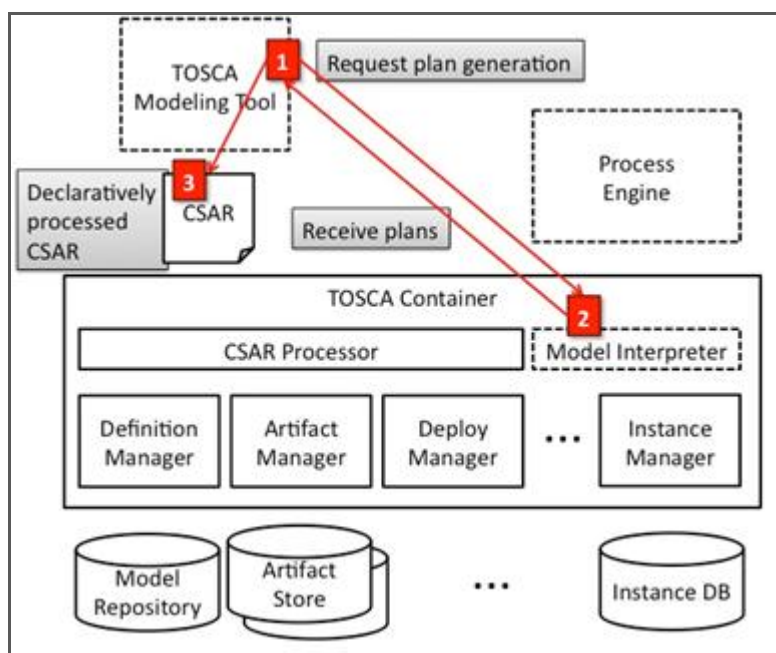 1
Request plan generation
TOSCA
Modeling Tool
Process
Engine
3
Declaratively
processed
CSAR
CSAR
Receive plans
TOSCA Container
2
CSAR Processor
Model Interpreter
Definition
Manager
Artifact
Manager
Deploy
Manager
...
Instance
Manager
Model
Repository
Artifact
Store
...
Instance DB